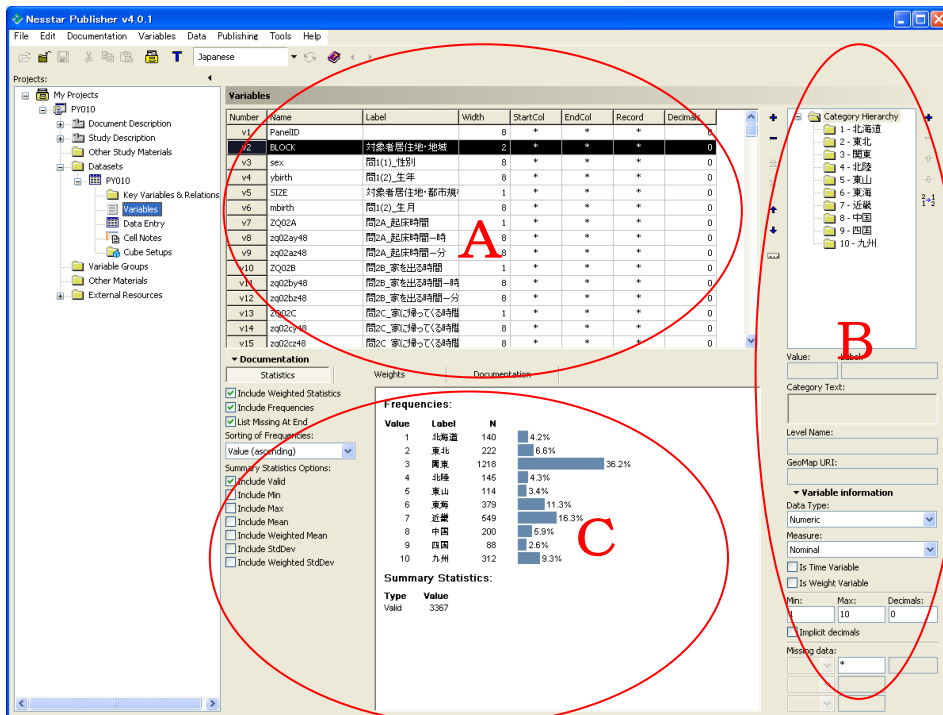 Nesstar Publisher v4.0.1
File Edit Documentation Variables Data Publishing Tools Help
Japanese
Projects:
My Projects
PY010
Document Description
Study Description
Other Study Materials
Datasets
PY010
Key Variables & Relations
Variables
Data Entry
Cell Notes
Cube Setups
Variable Groups
Other Materials
External Resources
Variables
Number Name Label Width StartCol EndCol Record Decimals
v1 PanelID 8 * * * 0
v2 BLOCK 対象者居住地・地域 2 * * * 0
v3 sex 問1(1)_性別 8 * * * 0
v4 ybirth 問1(2)_生年 8 * * * 0
v5 SIZE 対象者居住地・都市規 1 * * * 0
v6 mbirth 問1(2)_生月 8 * * * 0
v7 ZQ02A 問2A_起床時間 1 * * * 0
v8 zq02ay48 問2A_起床時間ー時 8 * * * 0
v9 zq02az48 問2A_起床時間ー分 8 * * * 0
v10 ZQ02B 問2B_家を出る時間 1 * * * 0
v11 zq02by48 問2B_家を出る時間ー時 8 * * * 0
v12 zq02bz48 問2B_家を出る時間ー分 8 * * * 0
v13 ZQ02C 問2C_家に帰ってくる時間 1 * * * 0
v14 zq02cy48 問2C_家に帰ってくる時間 8 * * * 0
v15 zq02cz48 問2C_家に帰ってくる時間 8 * * * 0
A
Category Hierarchy
1 - 北海道
2 - 東北
3 - 関東
4 - 北陸
5 - 東山
6 - 東海
7 - 近畿
8 - 中国
9 - 四国
10 - 九州
B
Value: Label:
Category Text:
Level Name:
GeoMap URI:
Variable information
Data Type:
Numeric
Measure:
Nominal
Is Time Variable
Is Weight Variable
Min: Max: Decimals:
1 10 0
Implicit decimals
Missing data:
*
Documentation
Statistics Weights Documentation
Include Weighted Statistics
Include Frequencies
List Missing At End
Sorting of Frequencies:
Value (ascending)
Summary Statistics Options:
Include Valid
Include Min
Include Max
Include Mean
Include Weighted Mean
Include StdDev
Include Weighted StdDev
Frequencies:
Value Label N
1 北海道 140 4.2%
2 東北 222 6.6%
3 関東 1218 36.2%
4 北陸 145 4.3%
5 東山 114 3.4%
6 東海 379 11.3%
7 近畿 549 16.3%
8 中国 200 5.9%
9 四国 88 2.6%
10 九州 312 9.3%
C
Summary Statistics:
Type Value
Valid 3367